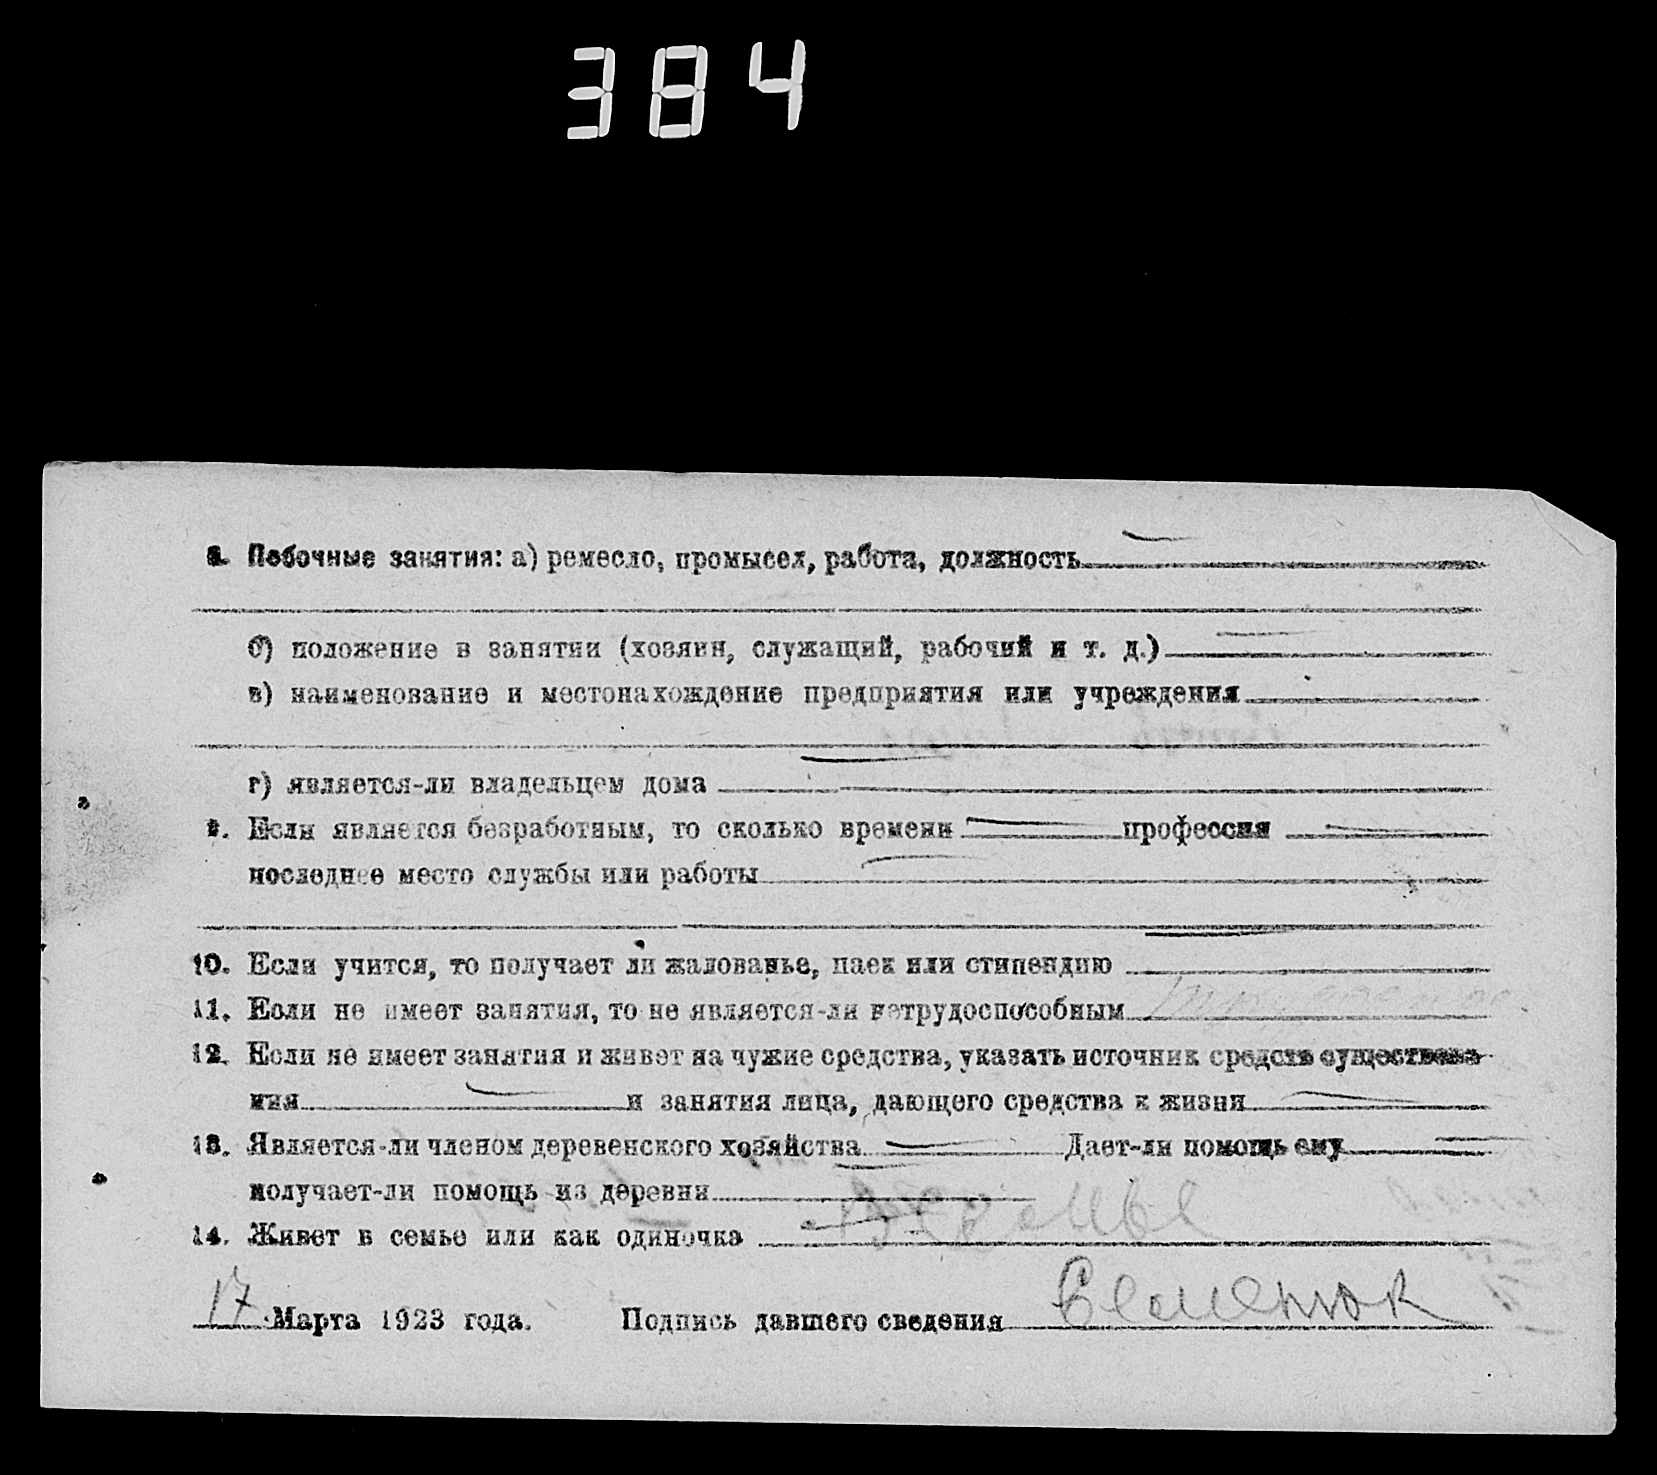 384
8. Побочные занятия: а) ремесло, промысел, работа, должность
б) положение в занятии (хозяин, служащий, рабочий и т. д.)
в) наименование и местонахождение предприятия или учреждения
г) является-ли владельцем дома
9. Если является безработным, то сколько времени профессия
последнее место службы или работы
10. Если учится, то получает ли жалованье, паек или стипендию
11. Если не имеет занятия, то не является-ли нетрудоспособным
12. Если не имеет занятия и живет на чужие средства, указать источник средств существова-
ния и занятия лица, дающего средства к жизни
13. Является-ли членом деревенского хозяйства Дает-ли помощь ему
получает-ли помощь из деревни
14. Живет в семье или как одиночка
17 Марта 1923 года. Подпись давшего сведения Семенюк